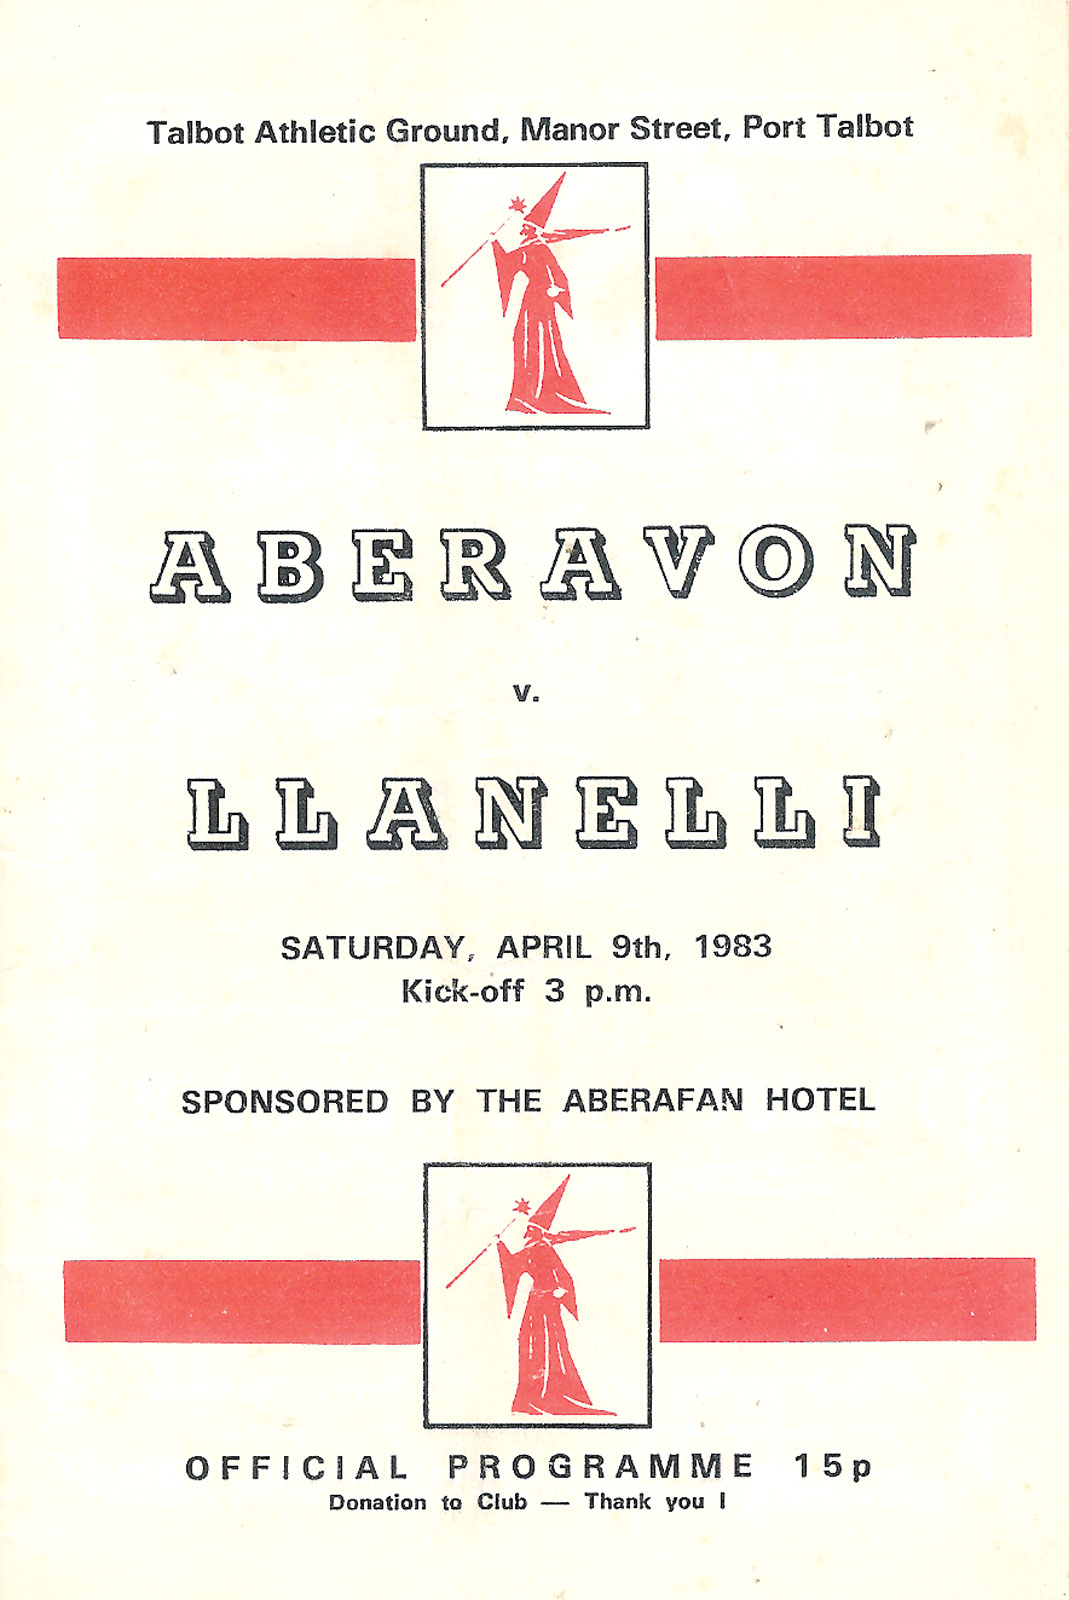 Talbot Athletic Ground, Manor Street, Port Talbot
ABERAVON
v.
LLANELLI
SATURDAY, APRIL 9th, 1983
Kick-off 3 p.m.
SPONSORED BY THE ABERAFAN HOTEL
OFFICIAL PROGRAMME 15p
Donation to Club — Thank you !